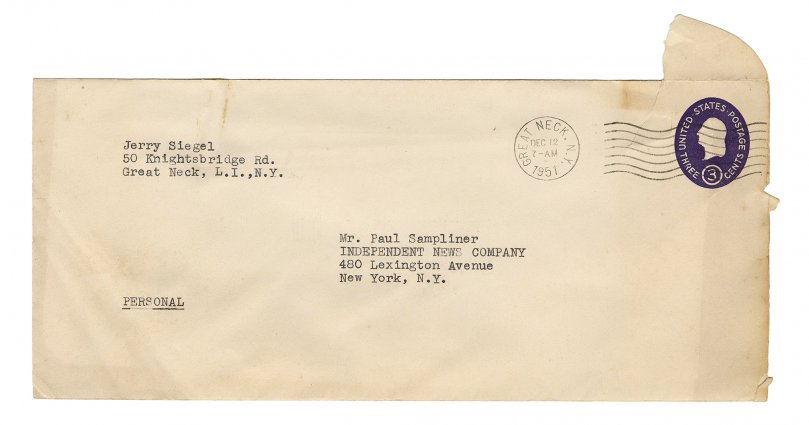 Jerry Siegel
50 Knightsbridge Rd.
Great Neck, L.I.,N.Y.
GREAT NECK, N.Y.
DEC 12
7-AM
1951
UNITED·STATES·POSTAGE
THREE 3 CENTS
Mr. Paul Sampliner
INDEPENDENT NEWS COMPANY
480 Lexington Avenue
New York, N.Y.
PERSONAL